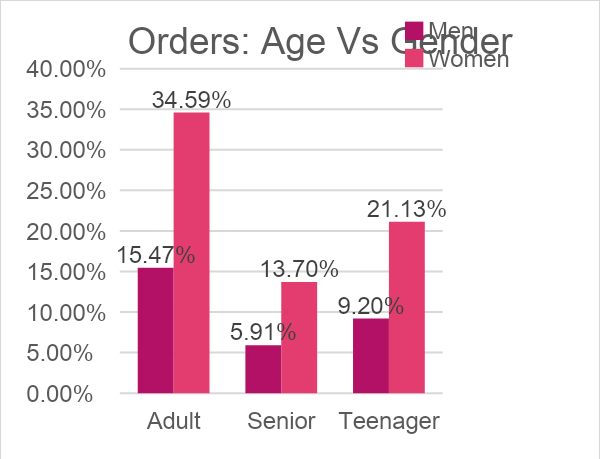 Orders: Age Vs Gender
Men
Women
40.00%
35.00%
30.00%
25.00%
20.00%
15.00%
10.00%
5.00%
0.00%
34.59%
15.47%
13.70%
5.91%
21.13%
9.20%
Adult
Senior
Teenager